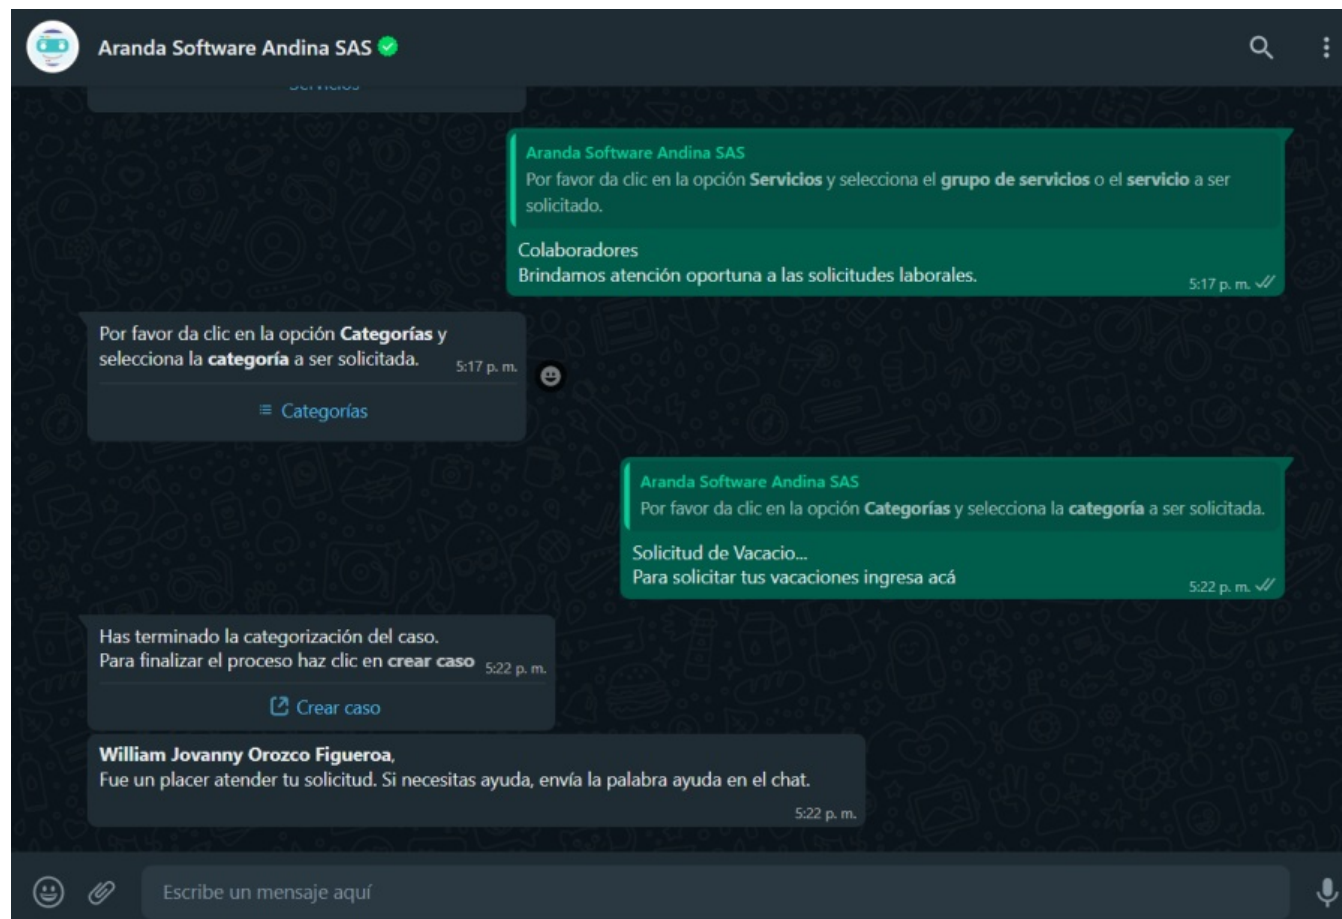 Aranda Software Andina SAS
Servicios
Aranda Software Andina SAS
Por favor da clic en la opción Servicios y selecciona el grupo de servicios o el servicio a ser
solicitado.
Colaboradores
Brindamos atención oportuna a las solicitudes laborales.
5:17 p. m.
Por favor da clic en la opción Categorías y
selecciona la categoría a ser solicitada. 5:17 p. m.
Categorías
Aranda Software Andina SAS
Por favor da clic en la opción Categorías y selecciona la categoría a ser solicitada.
Solicitud de Vacacio...
Para solicitar tus vacaciones ingresa acá
5:22 p. m.
Has terminado la categorización del caso.
Para finalizar el proceso haz clic en crear caso 5:22 p. m.
Crear caso
William Jovanny Orozco Figueroa,
Fue un placer atender tu solicitud. Si necesitas ayuda, envía la palabra ayuda en el chat.
5:22 p. m.
Escribe un mensaje aquí